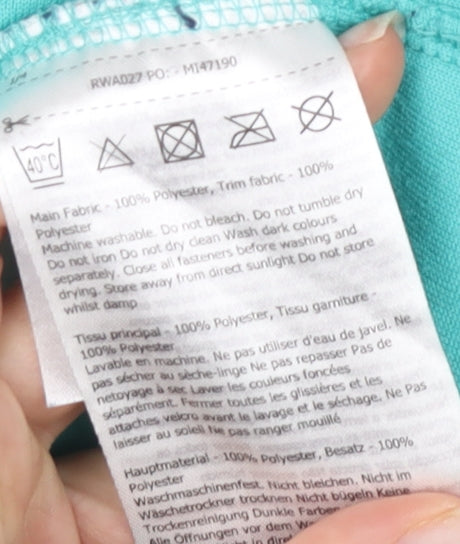 RWA027 PO: - MI47190
40°C
Main Fabric - 100% Polyester, Trim fabric - 100%
Polyester
Machine washable. Do not bleach. Do not tumble dry
Do not iron Do not dry clean Wash dark colours
separately. Close all fasteners before washing and
drying. Store away from direct sunlight Do not store
whilst damp
Tissu principal - 100% Polyester, Tissu garniture -
100% Polyester
Lavable en machine. Ne pas utiliser d'eau de javel. Ne
pas sécher au sèche-linge Ne pas repasser Pas de
nettoyage à sec Laver les couleurs foncées
séparément. Fermer toutes les glissières et les
attaches velcro avant le lavage et le séchage. Ne Pas
laisser au soleil Ne pas ranger mouillé
Hauptmaterial - 100% Polyester, Besatz - 100%
Polyester
Waschmaschinenfest. Nicht bleichen. Nicht im
Wäschetrockner trocknen Nicht bügeln Keine
Trockenreinigung Dunkle Farben
Alle Öffnungen vor dem